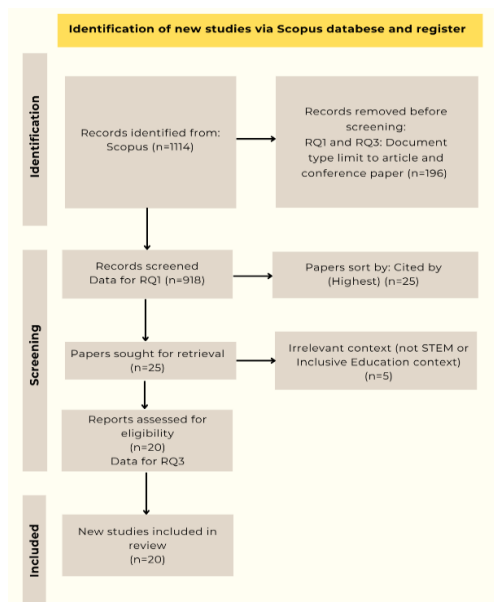 Identification of new studies via Scopus databese and register
Identification
Records identified from:
Scopus (n=1114)
Records removed before
screening:
RQ1 and RQ3: Document
type limit to article and
conference paper (n=196)
Screening
Records screened
Data for RQ1 (n=918)
Papers sort by: Cited by
(Highest) (n=25)
Papers sought for retrieval
(n=25)
Irrelevant context (not STEM or
Inclusive Education context)
(n=5)
Reports assessed for
eligibility
(n=20)
Data for RQ3
Included
New studies included in
review
(n=20)